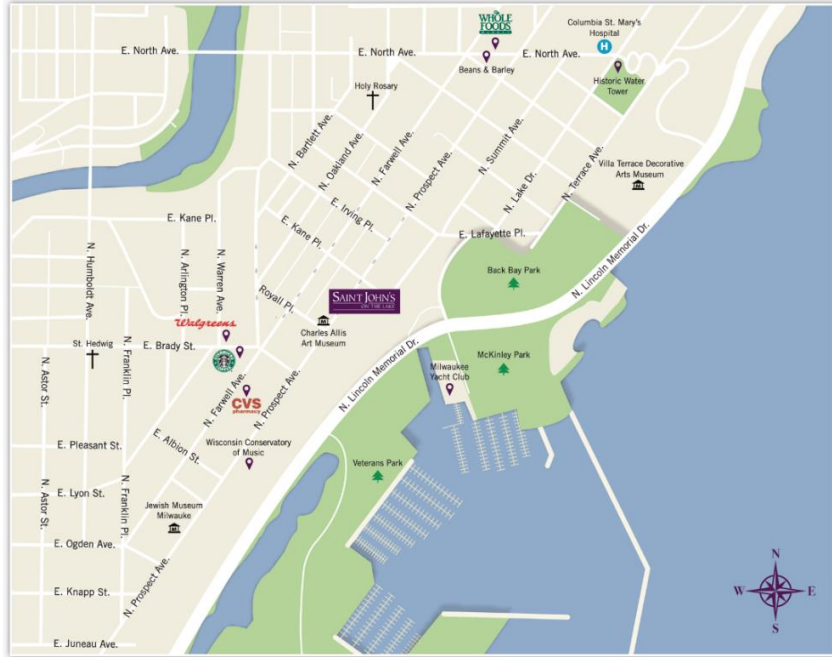 THE
WHOLE
FOODS
MARKET
Columbia St. Mary's
Hospital
H
E. North Ave.
E. North Ave.
E. North Ave.
Beans & Barley
Historic Water
Tower
Holy Rosary
N. Bartlett Ave.
N. Oakland Ave.
N. Farwell Ave.
N. Prospect Ave.
N. Summit Ave.
N. Lake Dr.
N. Terrace Ave.
Villa Terrace Decorative
Arts Museum
E. Kane Pl.
E. Irving Pl.
E. Kane Pl.
E. Lafayette Pl.
N. Humboldt Ave.
N. Arlington Pl.
N. Warren Ave.
N. Lincoln Memorial Dr.
Back Bay Park
Royall Pl.
SAINT JOHN'S
ON THE LAKE
Walgreens
Charles Allis
Art Museum
St. Hedwig
E. Brady St.
N. Franklin Pl.
N. Astor St.
N. Lincoln Memorial Dr.
McKinley Park
Milwaukee
Yacht Club
N. Farwell Ave.
N. Prospect Ave.
CVS
pharmacy
E. Pleasant St.
E. Albion St.
Wisconsin Conservatory
of Music
Veterans Park
E. Lyon St.
N. Astor St.
N. Franklin Pl.
Jewish Museum
Milwauke
E. Ogden Ave.
N. Prospect Ave.
E. Knapp St.
E. Juneau Ave.
N
W
E
S